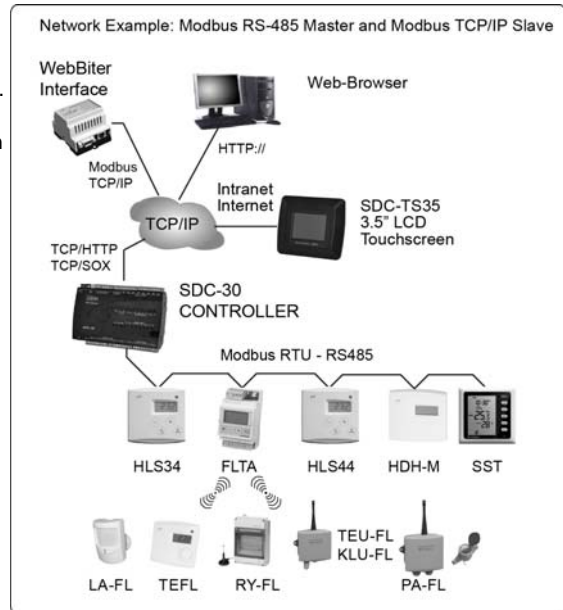 Network Example: Modbus RS-485 Master and Modbus TCP/IP Slave
WebBiter
Interface
Web-Browser
Modbus
TCP/IP
HTTP://
Intranet
Internet
TCP/IP
SDC-TS35
3.5" LCD
Touchscreen
TCP/HTTP
TCP/SOX
SDC-30
CONTROLLER
Modbus RTU - RS485
HLS34
FLTA
HLS44
HDH-M
SST
TEU-FL
KLU-FL
LA-FL
TEFL
RY-FL
PA-FL